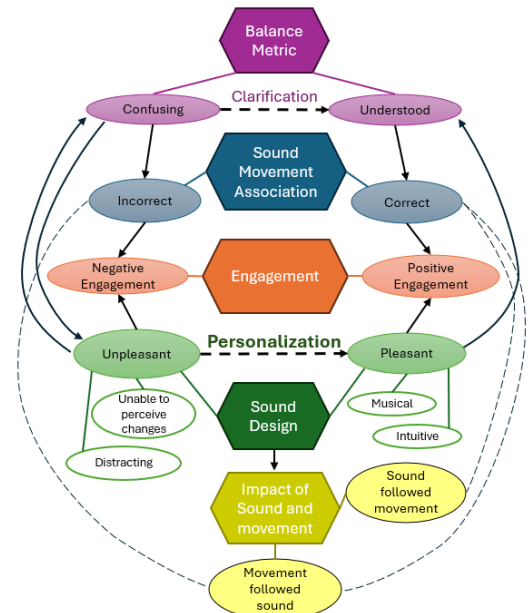 Balance
Metric
Confusing
Clarification
Understood
Sound
Movement
Association
Incorrect
Correct
Negative
Engagement
Engagement
Positive
Engagement
Unpleasant
Personalization
Pleasant
Unable to
perceive
changes
Distracting
Sound
Design
Musical
Intuitive
Impact of
Sound and
movement
Sound
followed
movement
Movement
followed
sound